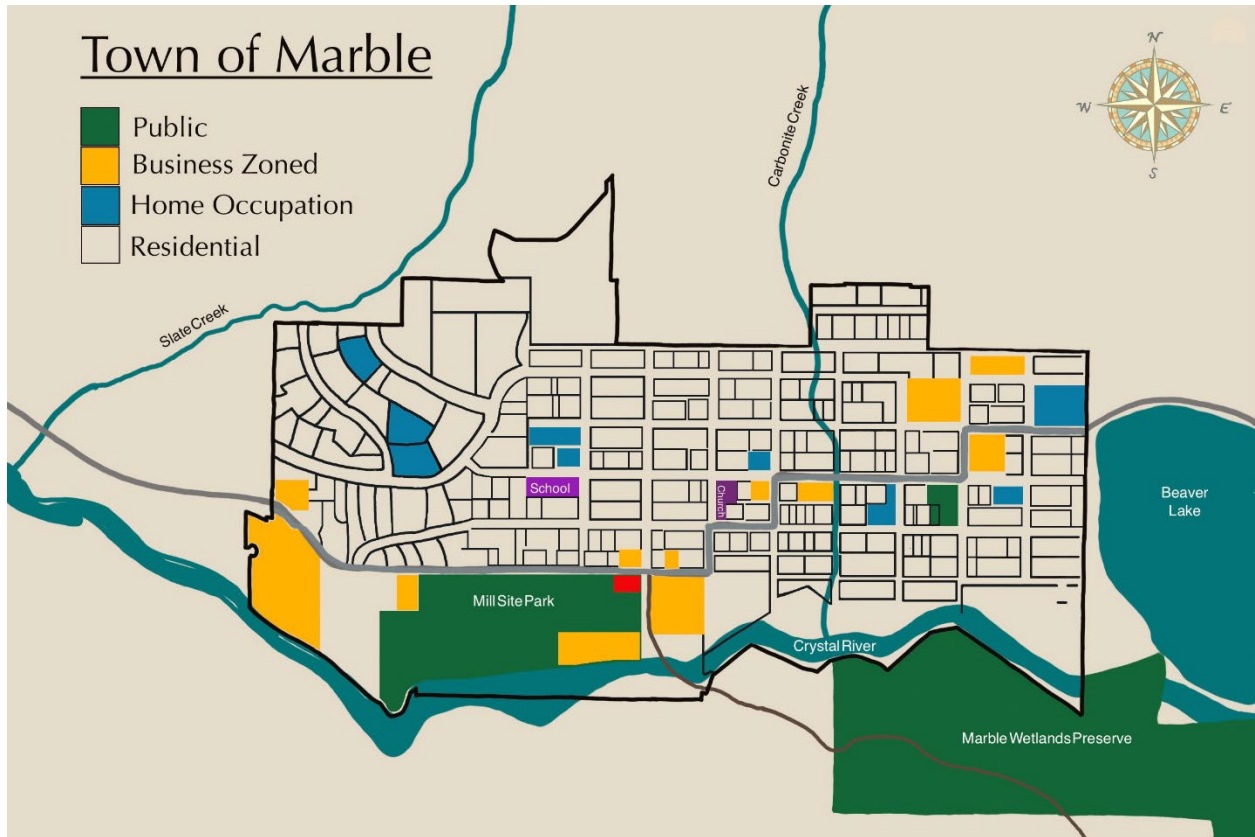 Town of Marble
Public
Business Zoned
Home Occupation
Residential
N
W
E
S
Slate Creek
Carbonite Creek
School
Church
Beaver
Lake
Mill Site Park
Crystal River
Marble Wetlands Preserve